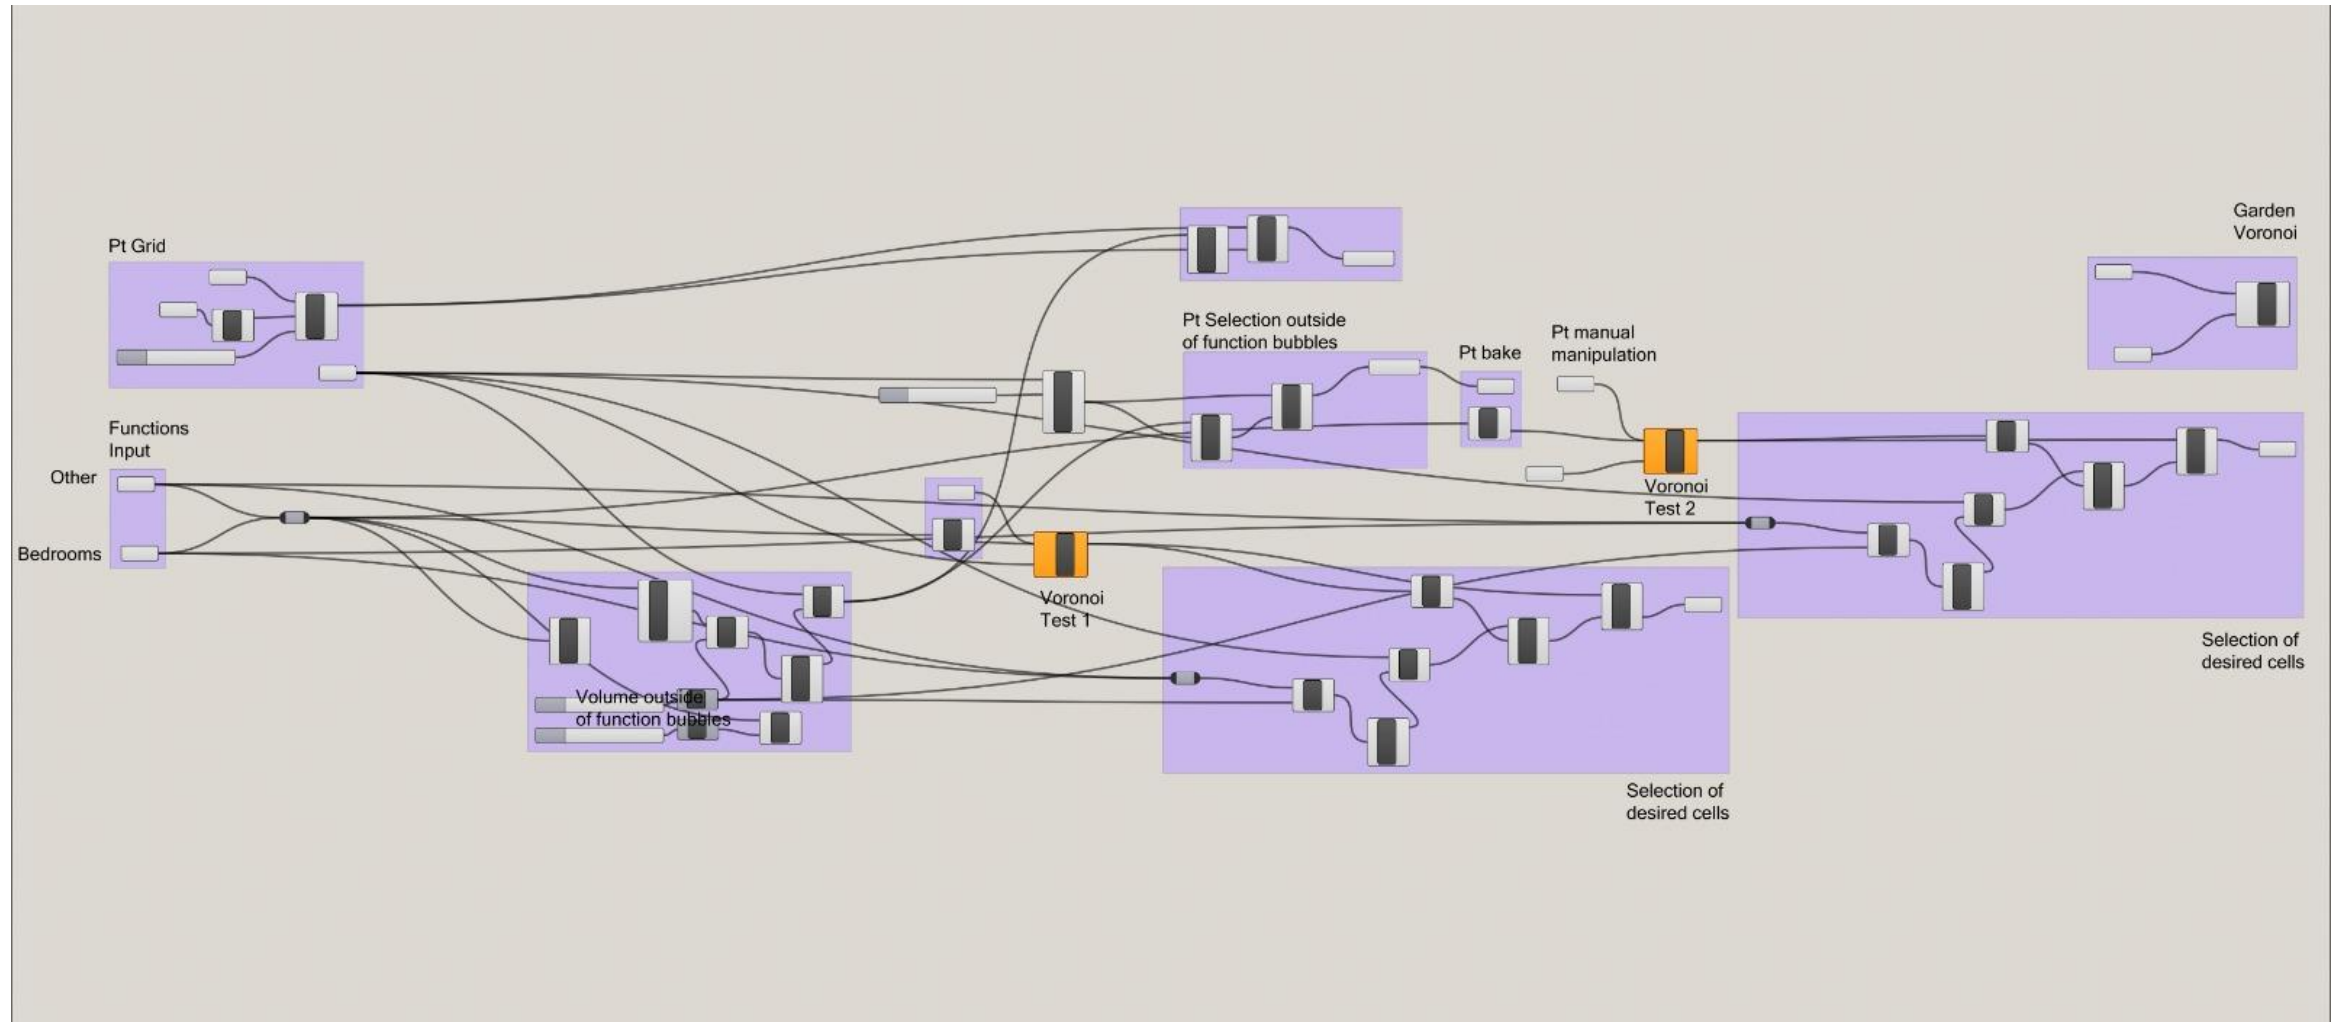 Garden
Voronoi
Pt Grid
Pt Selection outside
of function bubbles
Pt manual
manipulation
Pt bake
Functions
Input
Other
Bedrooms
Voronoi
Test 2
Voronoi
Test 1
Selection of
desired cells
Volume outside
of function bubbles
Selection of
desired cells